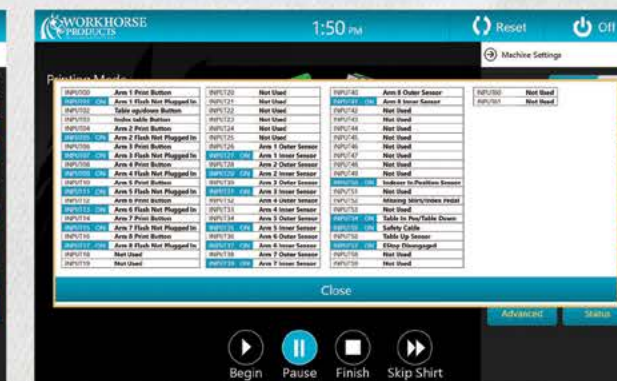 WORKHORSE
PRODUCTS
1:50 PM
Reset
Off
Machine Settings
Printing Mode
INPUT00 Arm 1 Print Button
INPUT01 ON Arm 1 Flash Not Plugged In
INPUT02 Table up/down Button
INPUT03 Index table Button
INPUT04 Arm 2 Print Button
INPUT05 ON Arm 2 Flash Not Plugged In
INPUT06 Arm 3 Print Button
INPUT07 ON Arm 3 Flash Not Plugged In
INPUT08 Arm 4 Print Button
INPUT09 ON Arm 4 Flash Not Plugged In
INPUT10 Arm 5 Print Button
INPUT11 ON Arm 5 Flash Not Plugged In
INPUT12 Arm 6 Print Button
INPUT13 ON Arm 6 Flash Not Plugged In
INPUT14 Arm 7 Print Button
INPUT15 ON Arm 7 Flash Not Plugged In
INPUT16 Arm 8 Print Button
INPUT17 ON Arm 8 Flash Not Plugged In
INPUT18 Not Used
INPUT19 Not Used
INPUT20 Not Used
INPUT21 Not Used
INPUT22 Not Used
INPUT23 Not Used
INPUT24 Not Used
INPUT25 Not Used
INPUT26 Arm 1 Outer Sensor
INPUT27 ON Arm 1 Inner Sensor
INPUT28 Arm 2 Outer Sensor
INPUT29 ON Arm 2 Inner Sensor
INPUT30 Arm 3 Outer Sensor
INPUT31 ON Arm 3 Inner Sensor
INPUT32 Arm 4 Outer Sensor
INPUT33 ON Arm 4 Inner Sensor
INPUT34 Arm 5 Outer Sensor
INPUT35 ON Arm 5 Inner Sensor
INPUT36 Arm 6 Outer Sensor
INPUT37 ON Arm 6 Inner Sensor
INPUT38 Arm 7 Outer Sensor
INPUT39 ON Arm 7 Inner Sensor
INPUT40 Arm 8 Outer Sensor
INPUT41 ON Arm 8 Inner Sensor
INPUT42 Not Used
INPUT43 Not Used
INPUT44 Not Used
INPUT45 Not Used
INPUT46 Not Used
INPUT47 Not Used
INPUT48 Not Used
INPUT49 Not Used
INPUT50 ON Indexer In Position Sensor
INPUT51 Not Used
INPUT52 Missing Shirt/Index Pedal
INPUT53 Not Used
INPUT54 ON Table In Pos/Table Down
INPUT55 ON Safety Cable
INPUT56 Table Up Sensor
INPUT57 ON EStop Disengaged
INPUT58 Not Used
INPUT59 Not Used
INPUT60 Not Used
INPUT61 Not Used
Close
Advanced
Status
Begin
Pause
Finish
Skip Shirt